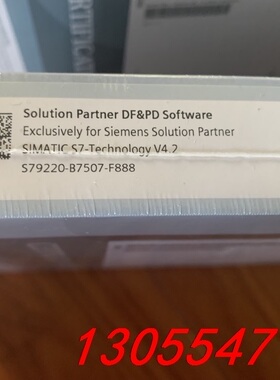 CERTIFICATE
Solution Partner DF&PD Software
Exclusively for Siemens Solution Partner
SIMATIC S7-Technology V4.2
S79220-B7507-F888
1305547